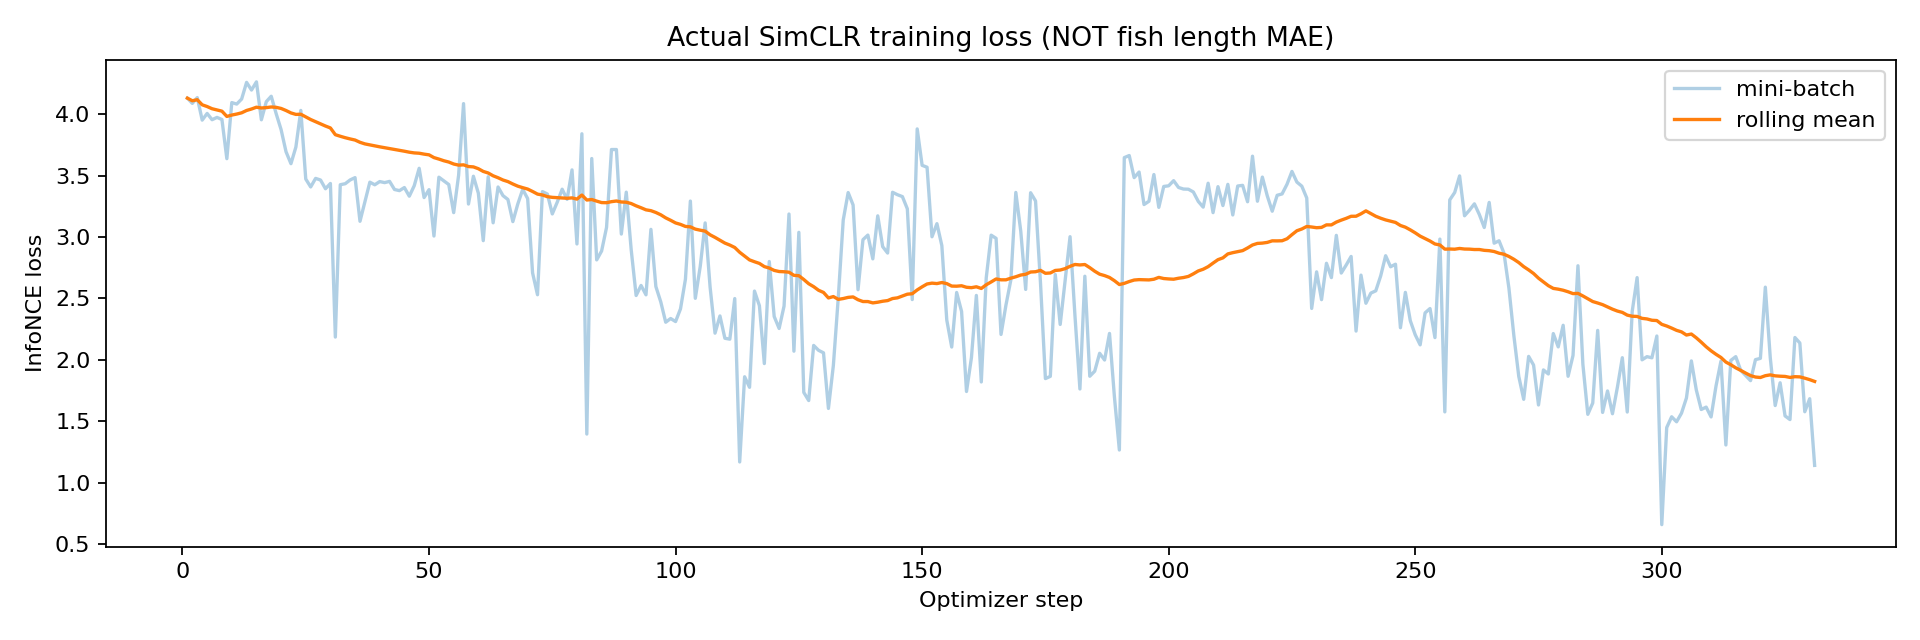 Actual SimCLR training loss (NOT fish length MAE)
mini-batch
rolling mean
InfoNCE loss
4.0
3.5
3.0
2.5
2.0
1.5
1.0
0.5
0 50 100 150 200 250 300
Optimizer step